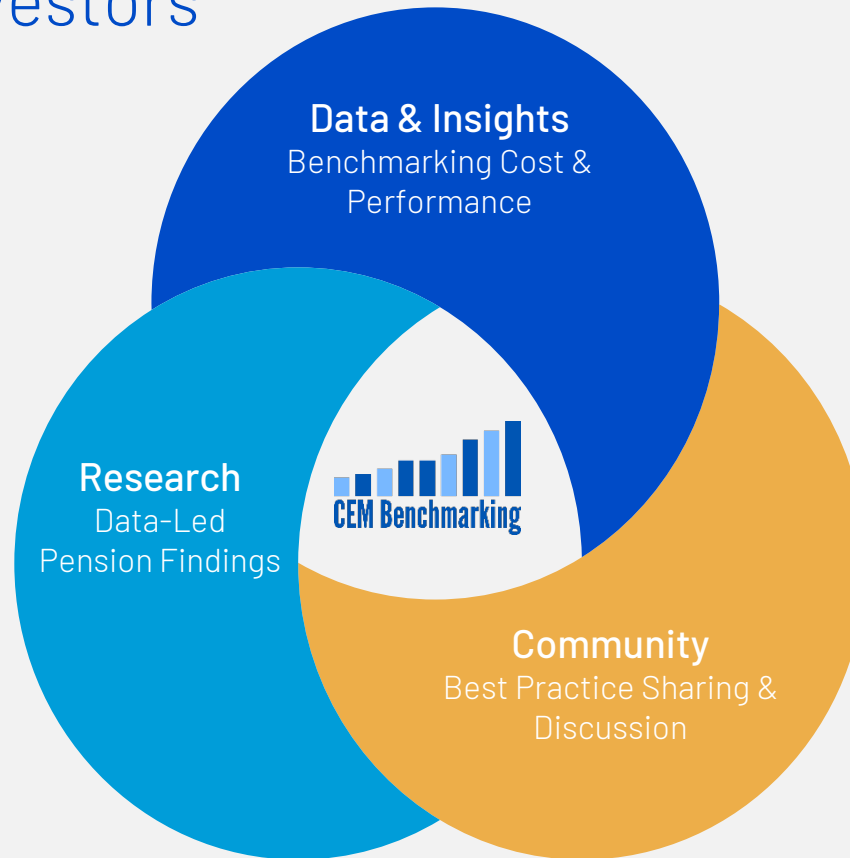 Data & Insights
Benchmarking Cost &
Performance
Research
Data-Led
Pension Findings
CEM Benchmarking
Community
Best Practice Sharing &
Discussion